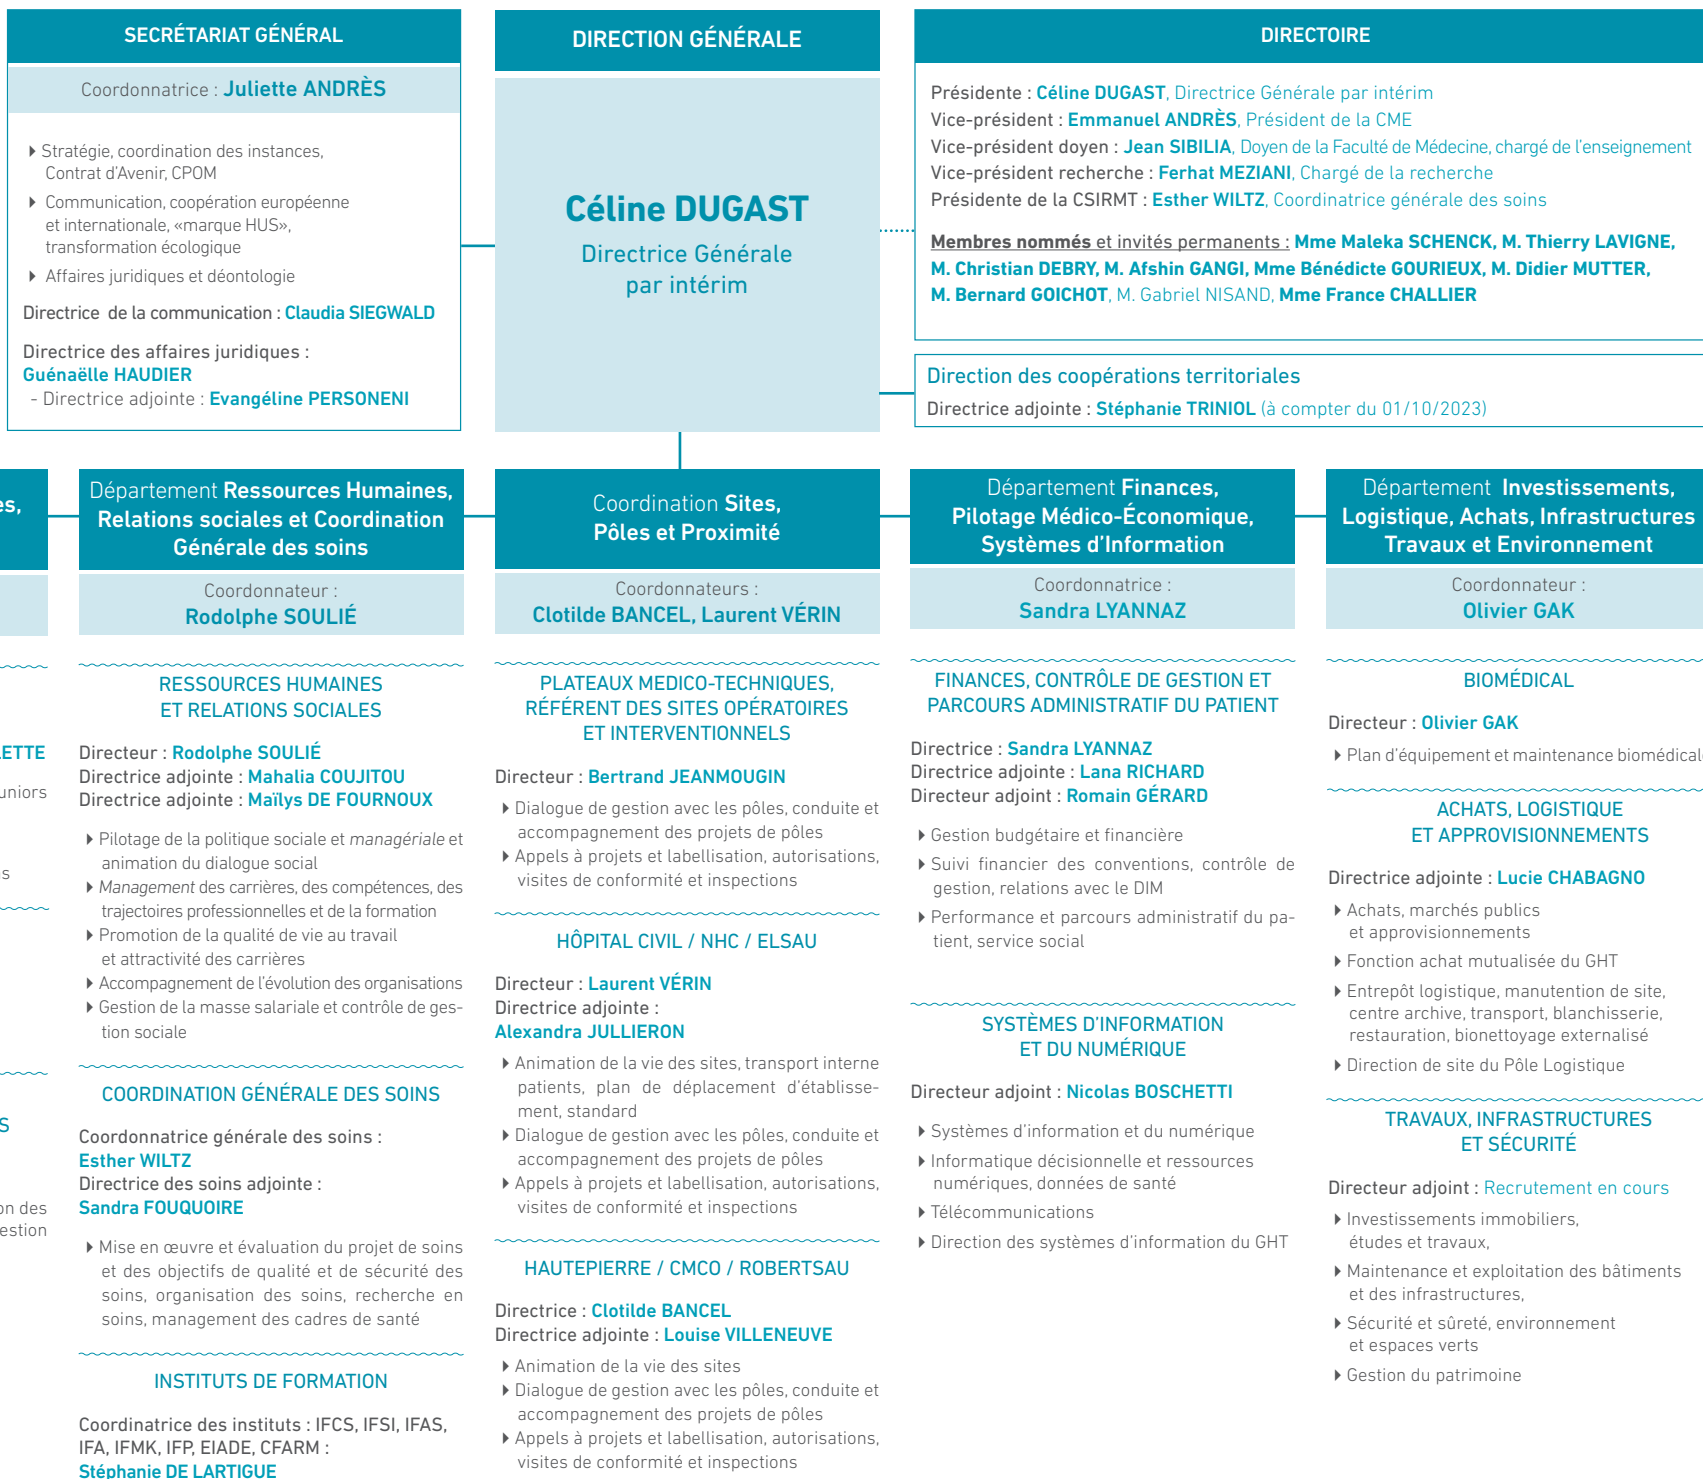 SECRÉTARIAT GÉNÉRAL
Coordonnatrice : Juliette ANDRÈS
Stratégie, coordination des instances,
Contrat d'Avenir, CPOM
Communication, coopération européenne
et internationale, «marque HUS»,
transformation écologique
Affaires juridiques et déontologie
Directrice de la communication : Claudia SIEGWALD
Directrice des affaires juridiques :
Guénaëlle HAUDIER
- Directrice adjointe : Evangéline PERSONENI
DIRECTION GÉNÉRALE
Céline DUGAST
Directrice Générale
par intérim
DIRECTOIRE
Présidente : Céline DUGAST, Directrice Générale par intérim
Vice-président : Emmanuel ANDRÈS, Président de la CME
Vice-président doyen : Jean SIBILIA, Doyen de la Faculté de Médecine, chargé de l'enseignement
Vice-président recherche : Ferhat MEZIANI, Chargé de la recherche
Présidente de la CSIRMT : Esther WILTZ, Coordinatrice générale des soins
Membres nommés et invités permanents : Mme Maleka SCHENCK, M. Thierry LAVIGNE,
M. Christian DEBRY, M. Afshin GANGI, Mme Bénédicte GOURIEUX, M. Didier MUTTER,
M. Bernard GOICHOT, M. Gabriel NISAND, Mme France CHALLIER
Direction des coopérations territoriales
Directrice adjointe : Stéphanie TRINIOL (à compter du 01/10/2023)
es,
LETTE
uniors
s
S
on des
estion
Département Ressources Humaines,
Relations sociales et Coordination
Générale des soins
Coordonnateur :
Rodolphe SOULIÉ
RESSOURCES HUMAINES
ET RELATIONS SOCIALES
Directeur : Rodolphe SOULIÉ
Directrice adjointe : Mahalia COUJITOU
Directrice adjointe : Maïlys DE FOURNOUX
Pilotage de la politique sociale et managériale et
animation du dialogue social
Management des carrières, des compétences, des
trajectoires professionnelles et de la formation
Promotion de la qualité de vie au travail
et attractivité des carrières
Accompagnement de l'évolution des organisations
Gestion de la masse salariale et contrôle de ges-
tion sociale
COORDINATION GÉNÉRALE DES SOINS
Coordonnatrice générale des soins :
Esther WILTZ
Directrice des soins adjointe :
Sandra FOUQUOIRE
Mise en œuvre et évaluation du projet de soins
et des objectifs de qualité et de sécurité des
soins, organisation des soins, recherche en
soins, management des cadres de santé
INSTITUTS DE FORMATION
Coordinatrice des instituts : IFCS, IFSI, IFAS,
IFA, IFMK, IFP, EIADE, CFARM :
Stéphanie DE LARTIGUE
Coordination Sites,
Pôles et Proximité
Coordonnateurs :
Clotilde BANCEL, Laurent VÉRIN
PLATEAUX MEDICO-TECHNIQUES,
RÉFÉRENT DES SITES OPÉRATOIRES
ET INTERVENTIONNELS
Directeur : Bertrand JEANMOUGIN
Dialogue de gestion avec les pôles, conduite et
accompagnement des projets de pôles
Appels à projets et labellisation, autorisations,
visites de conformité et inspections
HÔPITAL CIVIL / NHC / ELSAU
Directeur : Laurent VÉRIN
Directrice adjointe :
Alexandra JULLIERON
Animation de la vie des sites, transport interne
patients, plan de déplacement d'établisse-
ment, standard
Dialogue de gestion avec les pôles, conduite et
accompagnement des projets de pôles
Appels à projets et labellisation, autorisations,
visites de conformité et inspections
HAUTEPIERRE / CMCO / ROBERTSAU
Directrice : Clotilde BANCEL
Directrice adjointe : Louise VILLENEUVE
Animation de la vie des sites
Dialogue de gestion avec les pôles, conduite et
accompagnement des projets de pôles
Appels à projets et labellisation, autorisations,
visites de conformité et inspections
Département Finances,
Pilotage Médico-Économique,
Systèmes d'Information
Coordonnatrice :
Sandra LYANNAZ
FINANCES, CONTRÔLE DE GESTION ET
PARCOURS ADMINISTRATIF DU PATIENT
Directrice : Sandra LYANNAZ
Directrice adjointe : Lana RICHARD
Directeur adjoint : Romain GÉRARD
Gestion budgétaire et financière
Suivi financier des conventions, contrôle de
gestion, relations avec le DIM
Performance et parcours administratif du pa-
tient, service social
SYSTÈMES D'INFORMATION
ET DU NUMÉRIQUE
Directeur adjoint : Nicolas BOSCHETTI
Systèmes d'information et du numérique
Informatique décisionnelle et ressources
numériques, données de santé
Télécommunications
Direction des systèmes d'information du GHT
Département Investissements,
Logistique, Achats, Infrastructures
Travaux et Environnement
Coordonnateur :
Olivier GAK
BIOMÉDICAL
Directeur : Olivier GAK
Plan d'équipement et maintenance biomédicale
ACHATS, LOGISTIQUE
ET APPROVISIONNEMENTS
Directrice adjointe : Lucie CHABAGNO
Achats, marchés publics
et approvisionnements
Fonction achat mutualisée du GHT
Entrepôt logistique, manutention de site,
centre archive, transport, blanchisserie,
restauration, bionettoyage externalisé
Direction de site du Pôle Logistique
TRAVAUX, INFRASTRUCTURES
ET SÉCURITÉ
Directeur adjoint : Recrutement en cours
Investissements immobiliers,
études et travaux,
Maintenance et exploitation des bâtiments
et des infrastructures,
Sécurité et sûreté, environnement
et espaces verts
Gestion du patrimoine